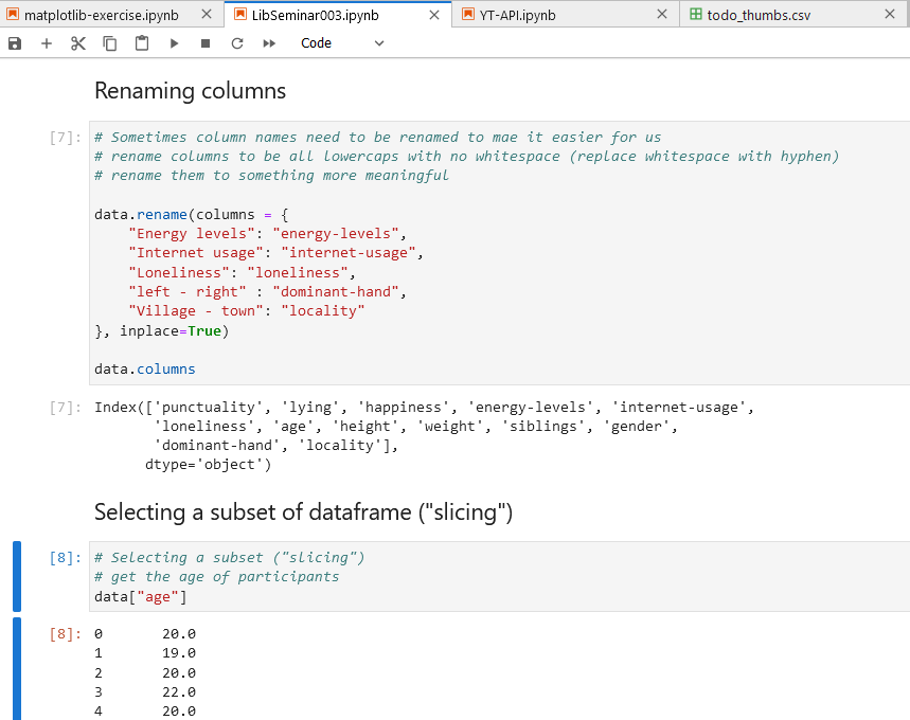 matplotlib-exercise.ipynb
LibSeminar003.ipynb
YT-API.ipynb
todo_thumbs.csv
Code
Renaming columns
[7]:
# Sometimes column names need to be renamed to mae it easier for us
# rename columns to be all lowercaps with no whitespace (replace whitespace with hyphen)
# rename them to something more meaningful
data.rename(columns = {
"Energy levels": "energy-levels",
"Internet usage": "internet-usage",
"Loneliness": "loneliness",
"left - right" : "dominant-hand",
"Village - town": "locality"
}, inplace=True)
data.columns
[7]:
Index(['punctuality', 'lying', 'happiness', 'energy-levels', 'internet-usage',
'loneliness', 'age', 'height', 'weight', 'siblings', 'gender',
'dominant-hand', 'locality'],
dtype='object')
Selecting a subset of dataframe ("slicing")
[8]:
# Selecting a subset ("slicing")
# get the age of participants
data["age"]
[8]:
0 20.0
1 19.0
2 20.0
3 22.0
4 20.0